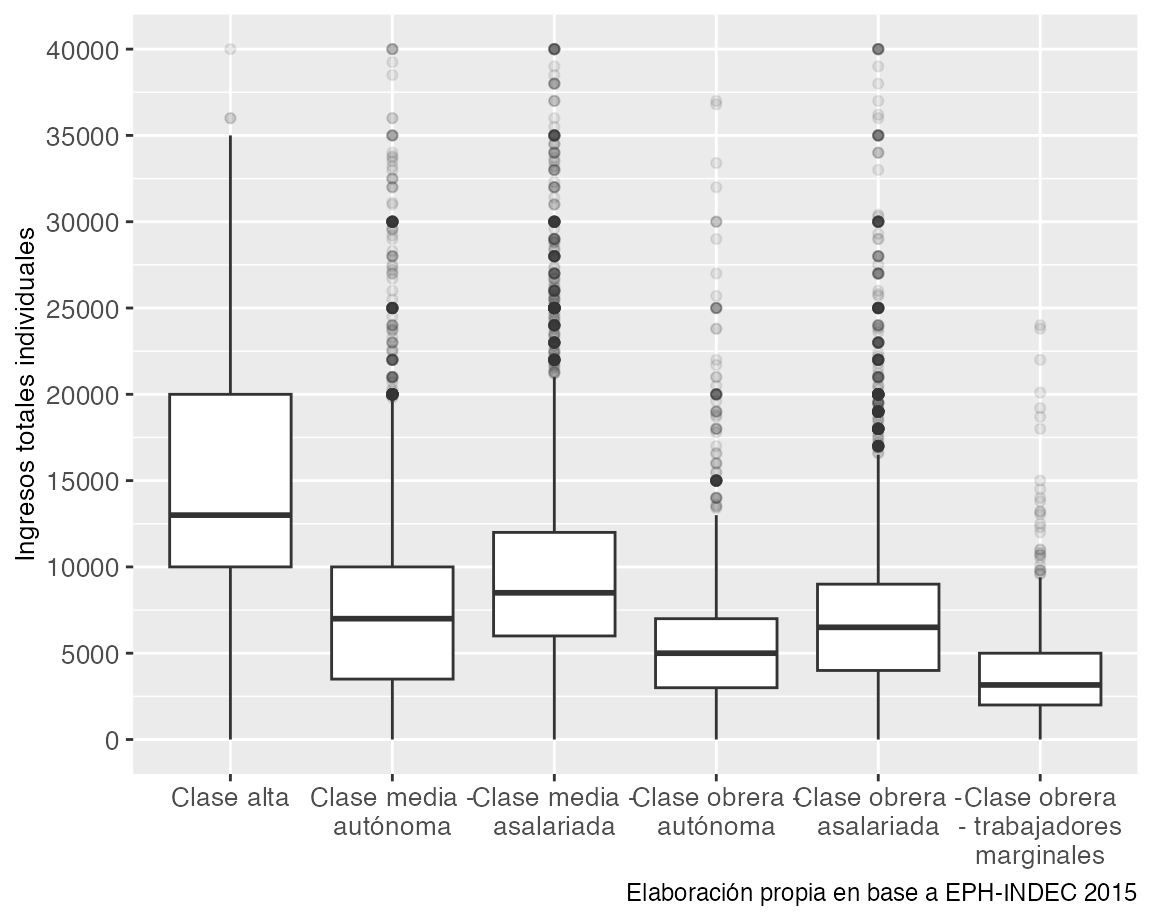 Ingresos totales individuales
40000
35000
30000
25000
20000
15000
10000
5000
0
Clase alta
Clase media -
autónoma
Clase media -
asalariada
Clase obrera -
autónoma
Clase obrera -
asalariada
Clase obrera
- trabajadores
marginales
Elaboración propia en base a EPH-INDEC 2015